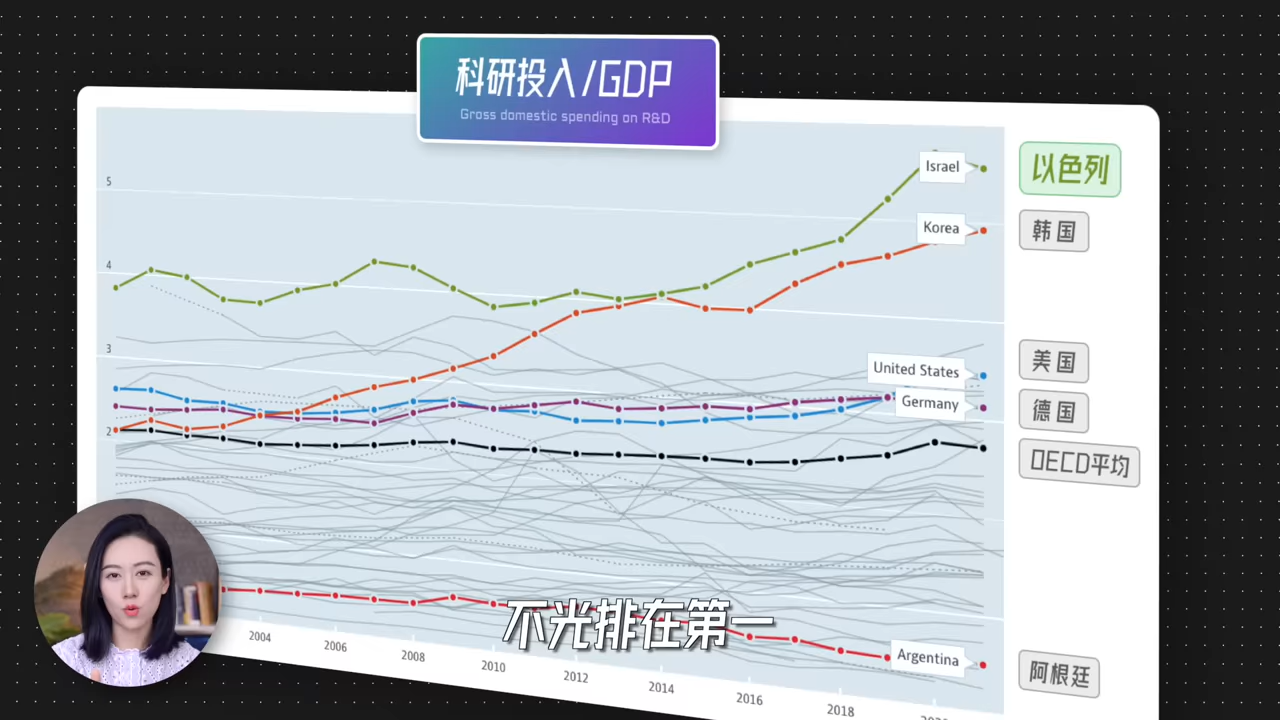 科研投入/GDP
Gross domestic spending on R&D
5
4
3
2
Israel
Korea
United States
Germany
Argentina
以色列
韩国
美国
德国
OECD平均
阿根廷
2004
2006
2008
2010
2012
2014
2016
2018
不光排在第一